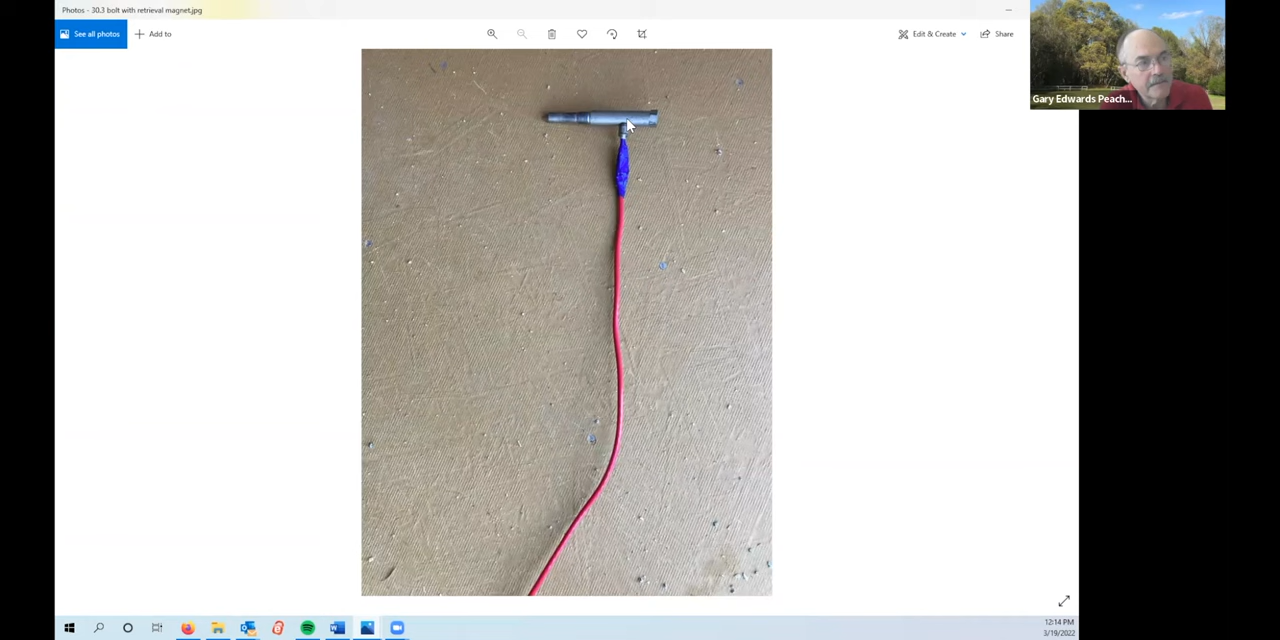 Photos - 30.3 bolt with retrieval magnet.jpg
See all photos
Add to
Edit & Create
Share
Gary Edwards Peach...
12:14 PM
3/19/2022